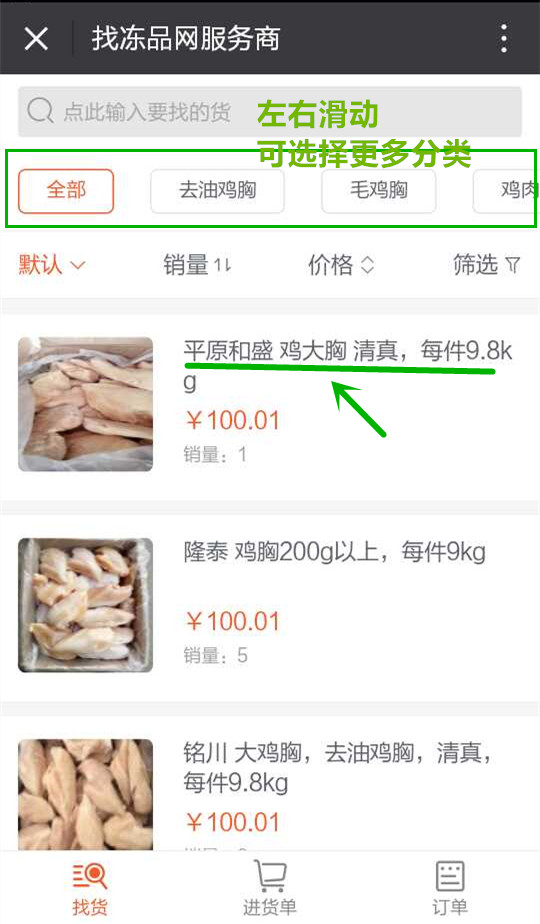 找冻品网服务商
点此输入要找的货
左右滑动
可选择更多分类
全部
去油鸡胸
毛鸡胸
鸡肉
默认
销量
价格
筛选
平原和盛 鸡大胸 清真，每件9.8k
g
￥100.01
销量：1
隆泰 鸡胸200g以上，每件9kg
￥100.01
销量：5
铭川 大鸡胸，去油鸡胸，清真，
每件9.8kg
￥100.01
找货
进货单
订单